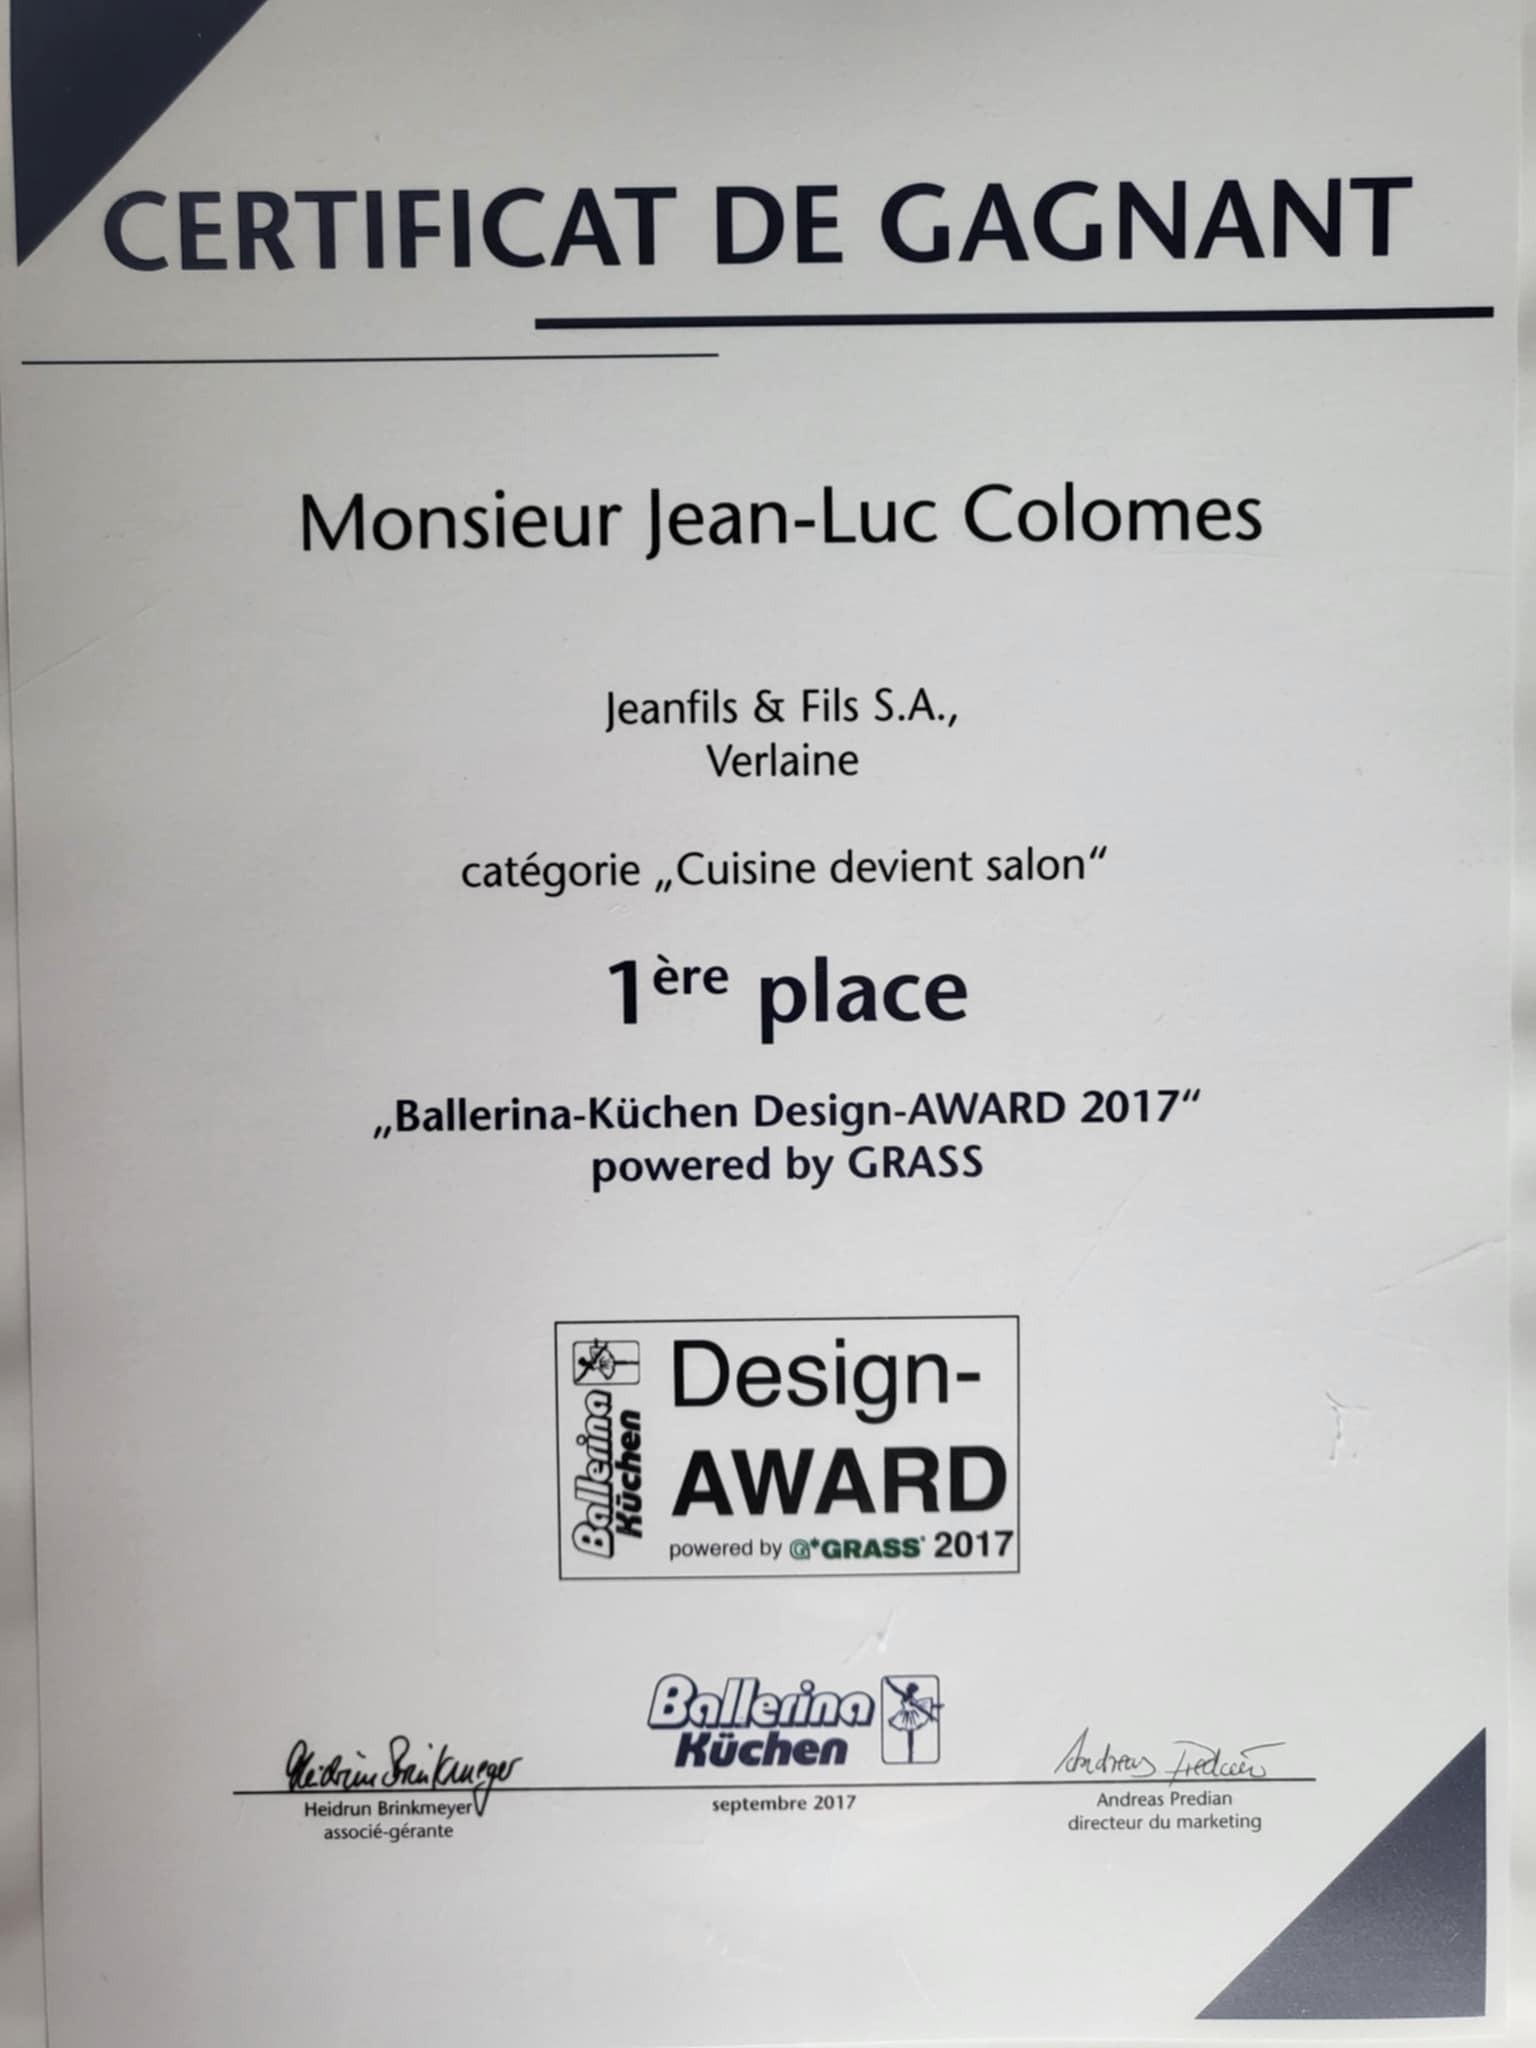 CERTIFICAT DE GAGNANT
Monsieur Jean-Luc Colomes
Jeanfils & Fils S.A.,
Verlaine
catégorie „Cuisine devient salon“
1ère place
„Ballerina-Küchen Design-AWARD 2017“
powered by GRASS
Ballerina
Küchen
Design-
AWARD
powered by GRASS 2017
Ballerina
Küchen
Heidrun Brinkmeyer
Andreas Predian
Heidrun Brinkmeyer
associé-gérante
septembre 2017
Andreas Predian
directeur du marketing